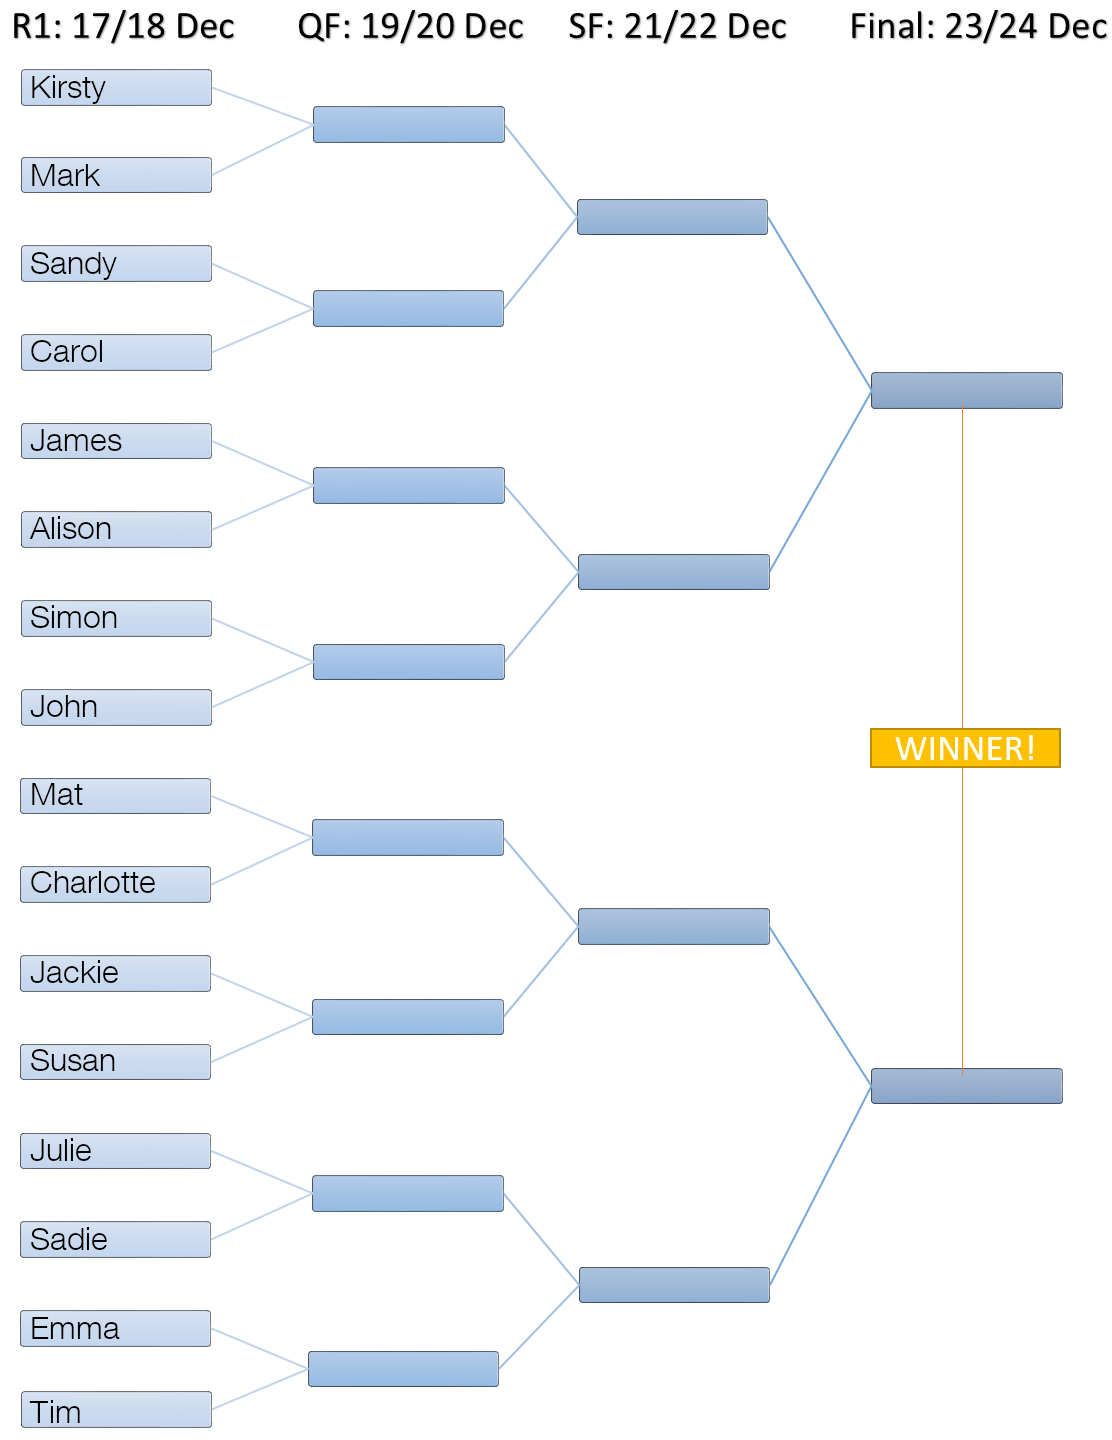 R1: 17/18 Dec
QF: 19/20 Dec
SF: 21/22 Dec
Final: 23/24 Dec
Kirsty
Mark
Sandy
Carol
James
Alison
Simon
John
WINNER!
Mat
Charlotte
Jackie
Susan
Julie
Sadie
Emma
Tim